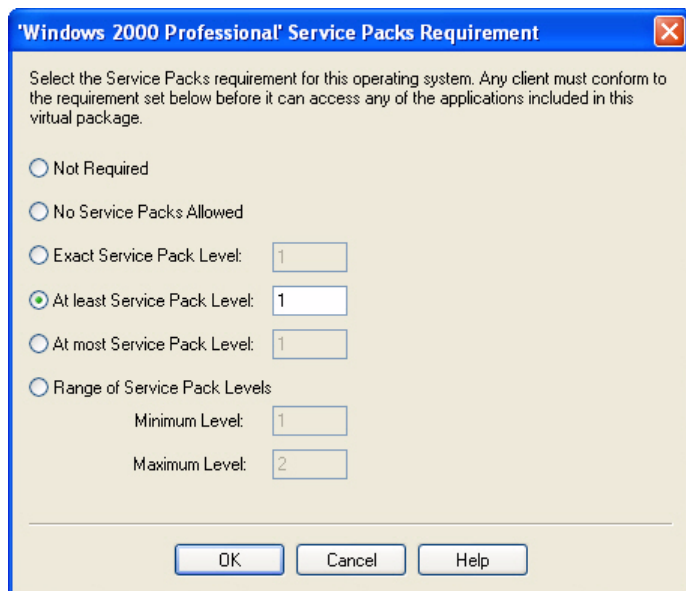 'Windows 2000 Professional' Service Packs Requirement
Select the Service Packs requirement for this operating system. Any client must conform to
the requirement set below before it can access any of the applications included in this
virtual package.
Not Required
No Service Packs Allowed
Exact Service Pack Level: 1
At least Service Pack Level: 1
At most Service Pack Level: 1
Range of Service Pack Levels
Minimum Level: 1
Maximum Level: 2
OK Cancel Help